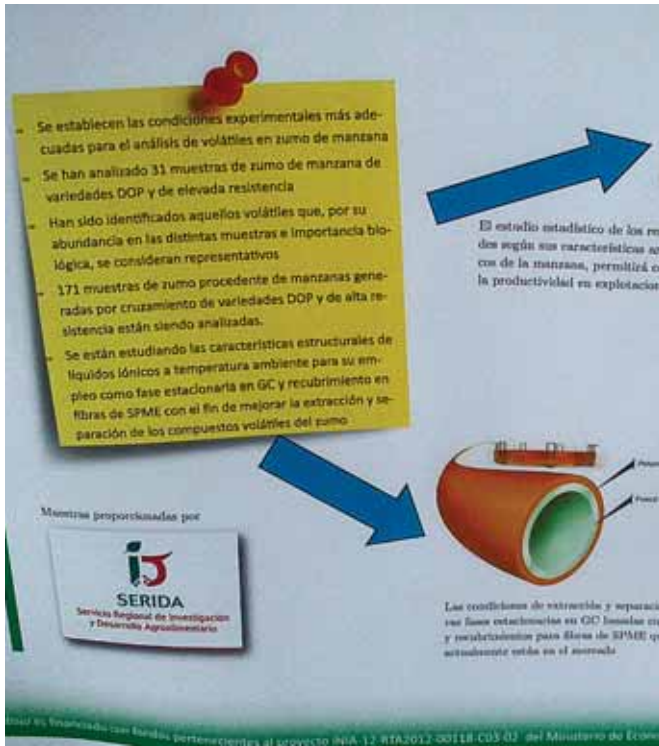 Se establecen las condiciones experimentales más ade-
cuadas para el análisis de volátiles en zumo de manzana
Se han analizado 31 muestras de zumo de manzana de
variedades DOP y de elevada resistencia
Han sido identificados aquellos volátiles que, por su
abundancia en las distintas muestras e importancia bio-
lógica, se consideran representativos
171 muestras de zumo procedente de manzanas gene-
radas por cruzamiento de variedades DOP y de alta re-
sistencia están siendo analizadas.
Se están estudiando las características estructurales de
líquidos iónicos a temperatura ambiente para su em-
pleo como fase estacionaria en GC y recubrimiento en
fibras de SPME con el fin de mejorar la extracción y se-
paración de los compuestos volátiles del zumo
El estudio estadístico de los
des según sus características
cos de la manzana, permitirá
la productividad en
Muestras proporcionadas por
SERIDA
Servicio Regional de Investigación
y Desarrollo Agroalimentario
Las condiciones de extracción y
vas fases estacionarias en GC basadas
y recubrimientos para fibras de SPME
actualmente están en el mercado
es financiado con fondos pertenecientes al proyecto INIA-12-RTA2012-00118-C03-02 del Ministerio de